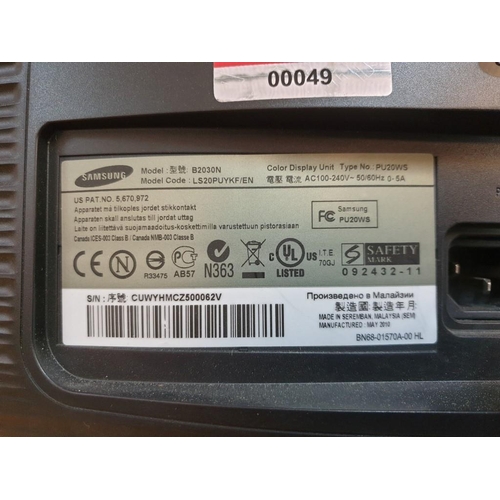 00049
SAMSUNG
Model : 型號 : B2030N
Model Code : LS20PUYKF/EN
Color Display Unit Type No.: PU20WS
電壓 電流 AC100-240V~ 50/60Hz 0.5A
US PAT NO. 5,670,972
Apparatet må tilkoples jordet stikkontakt
Apparaten skall anslutas till jordat uttag
Laite on liitettävä suojamaadoitus-koskettimilla varustettuun pistorasiaan
Canada ICES-003 Class B : Canada NMB-003 Classe B
FC Samsung
PU20WS
R33475 AB57 N363
C UL US LISTED
I.T.E.
70GJ
S SAFETY
MARK
092432-11
S/N : 序號: CUWYHMCZ500062V
Произведено в Малайзии
製造國 製造年月
MADE IN SEREMBAN, MALAYSIA (SEM)
MANUFACTURED : MAY 2010
BN68-01570A-00 HL